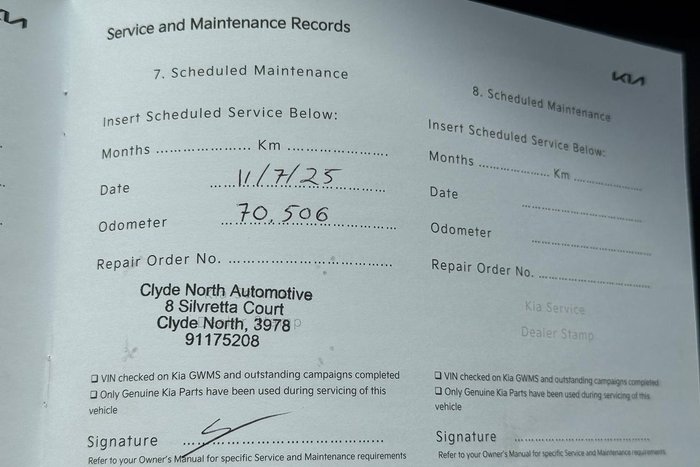 Service and Maintenance Records
7. Scheduled Maintenance
Insert Scheduled Service Below:
Months .................... Km ......................
Date 11/7/25
Odometer 70,506
Repair Order No. ....................................
Clyde North Automotive
8 Silvretta Court
Clyde North, 3978
91175208
❑ VIN checked on Kia GWMS and outstanding campaigns completed
❑ Only Genuine Kia Parts have been used during servicing of this
vehicle
Signature ............................................
Refer to your Owner's Manual for specific Service and Maintenance requirements
KIA
8. Scheduled Maintenance
Insert Scheduled Service Below:
Months .................... Km ....................
Date ..............................
Odometer ..............................
Repair Order No. ..............................
Kia Service
Dealer Stamp
❑ VIN checked on Kia GWMS and outstanding campaigns completed
❑ Only Genuine Kia Parts have been used during servicing of this
vehicle
Signature ..............................
Refer to your Owner's Manual for specific Service and Maintenance requirements